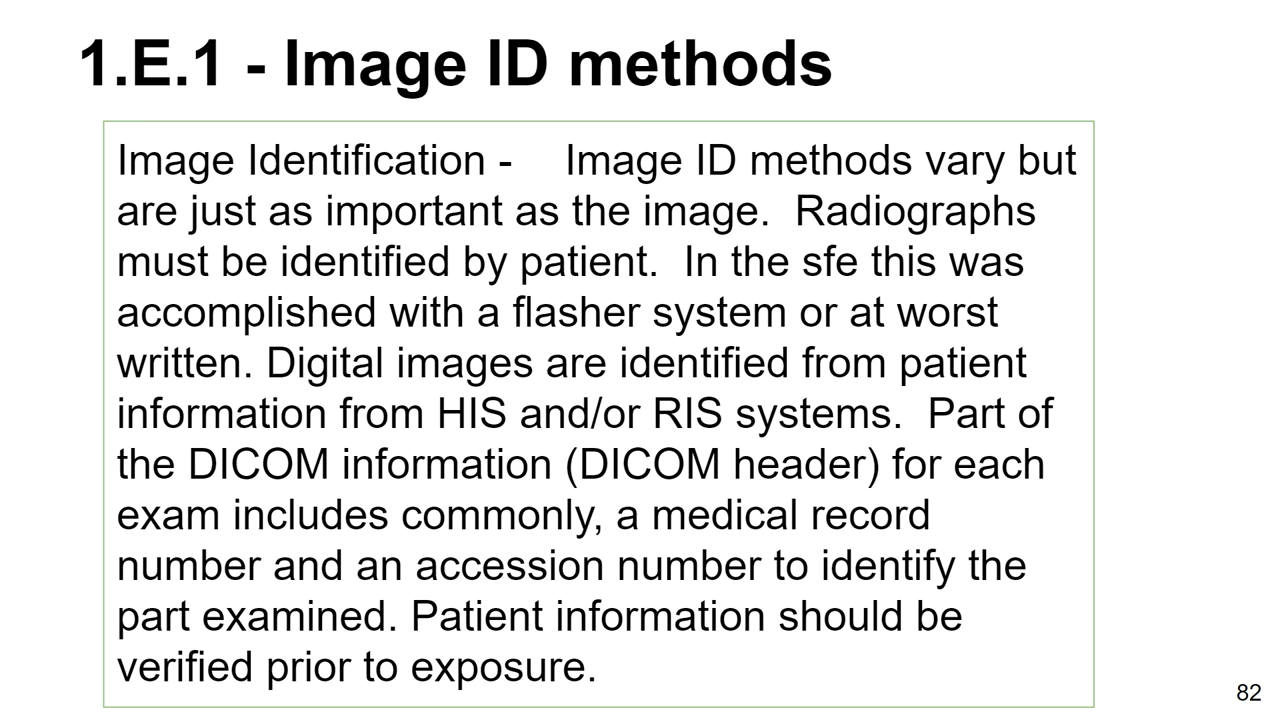 1.E.1 - Image ID methods
Image Identification -    Image ID methods vary but
are just as important as the image.  Radiographs
must be identified by patient.  In the sfe this was
accomplished with a flasher system or at worst
written. Digital images are identified from patient
information from HIS and/or RIS systems.  Part of
the DICOM information (DICOM header) for each
exam includes commonly, a medical record
number and an accession number to identify the
part examined. Patient information should be
verified prior to exposure.
82